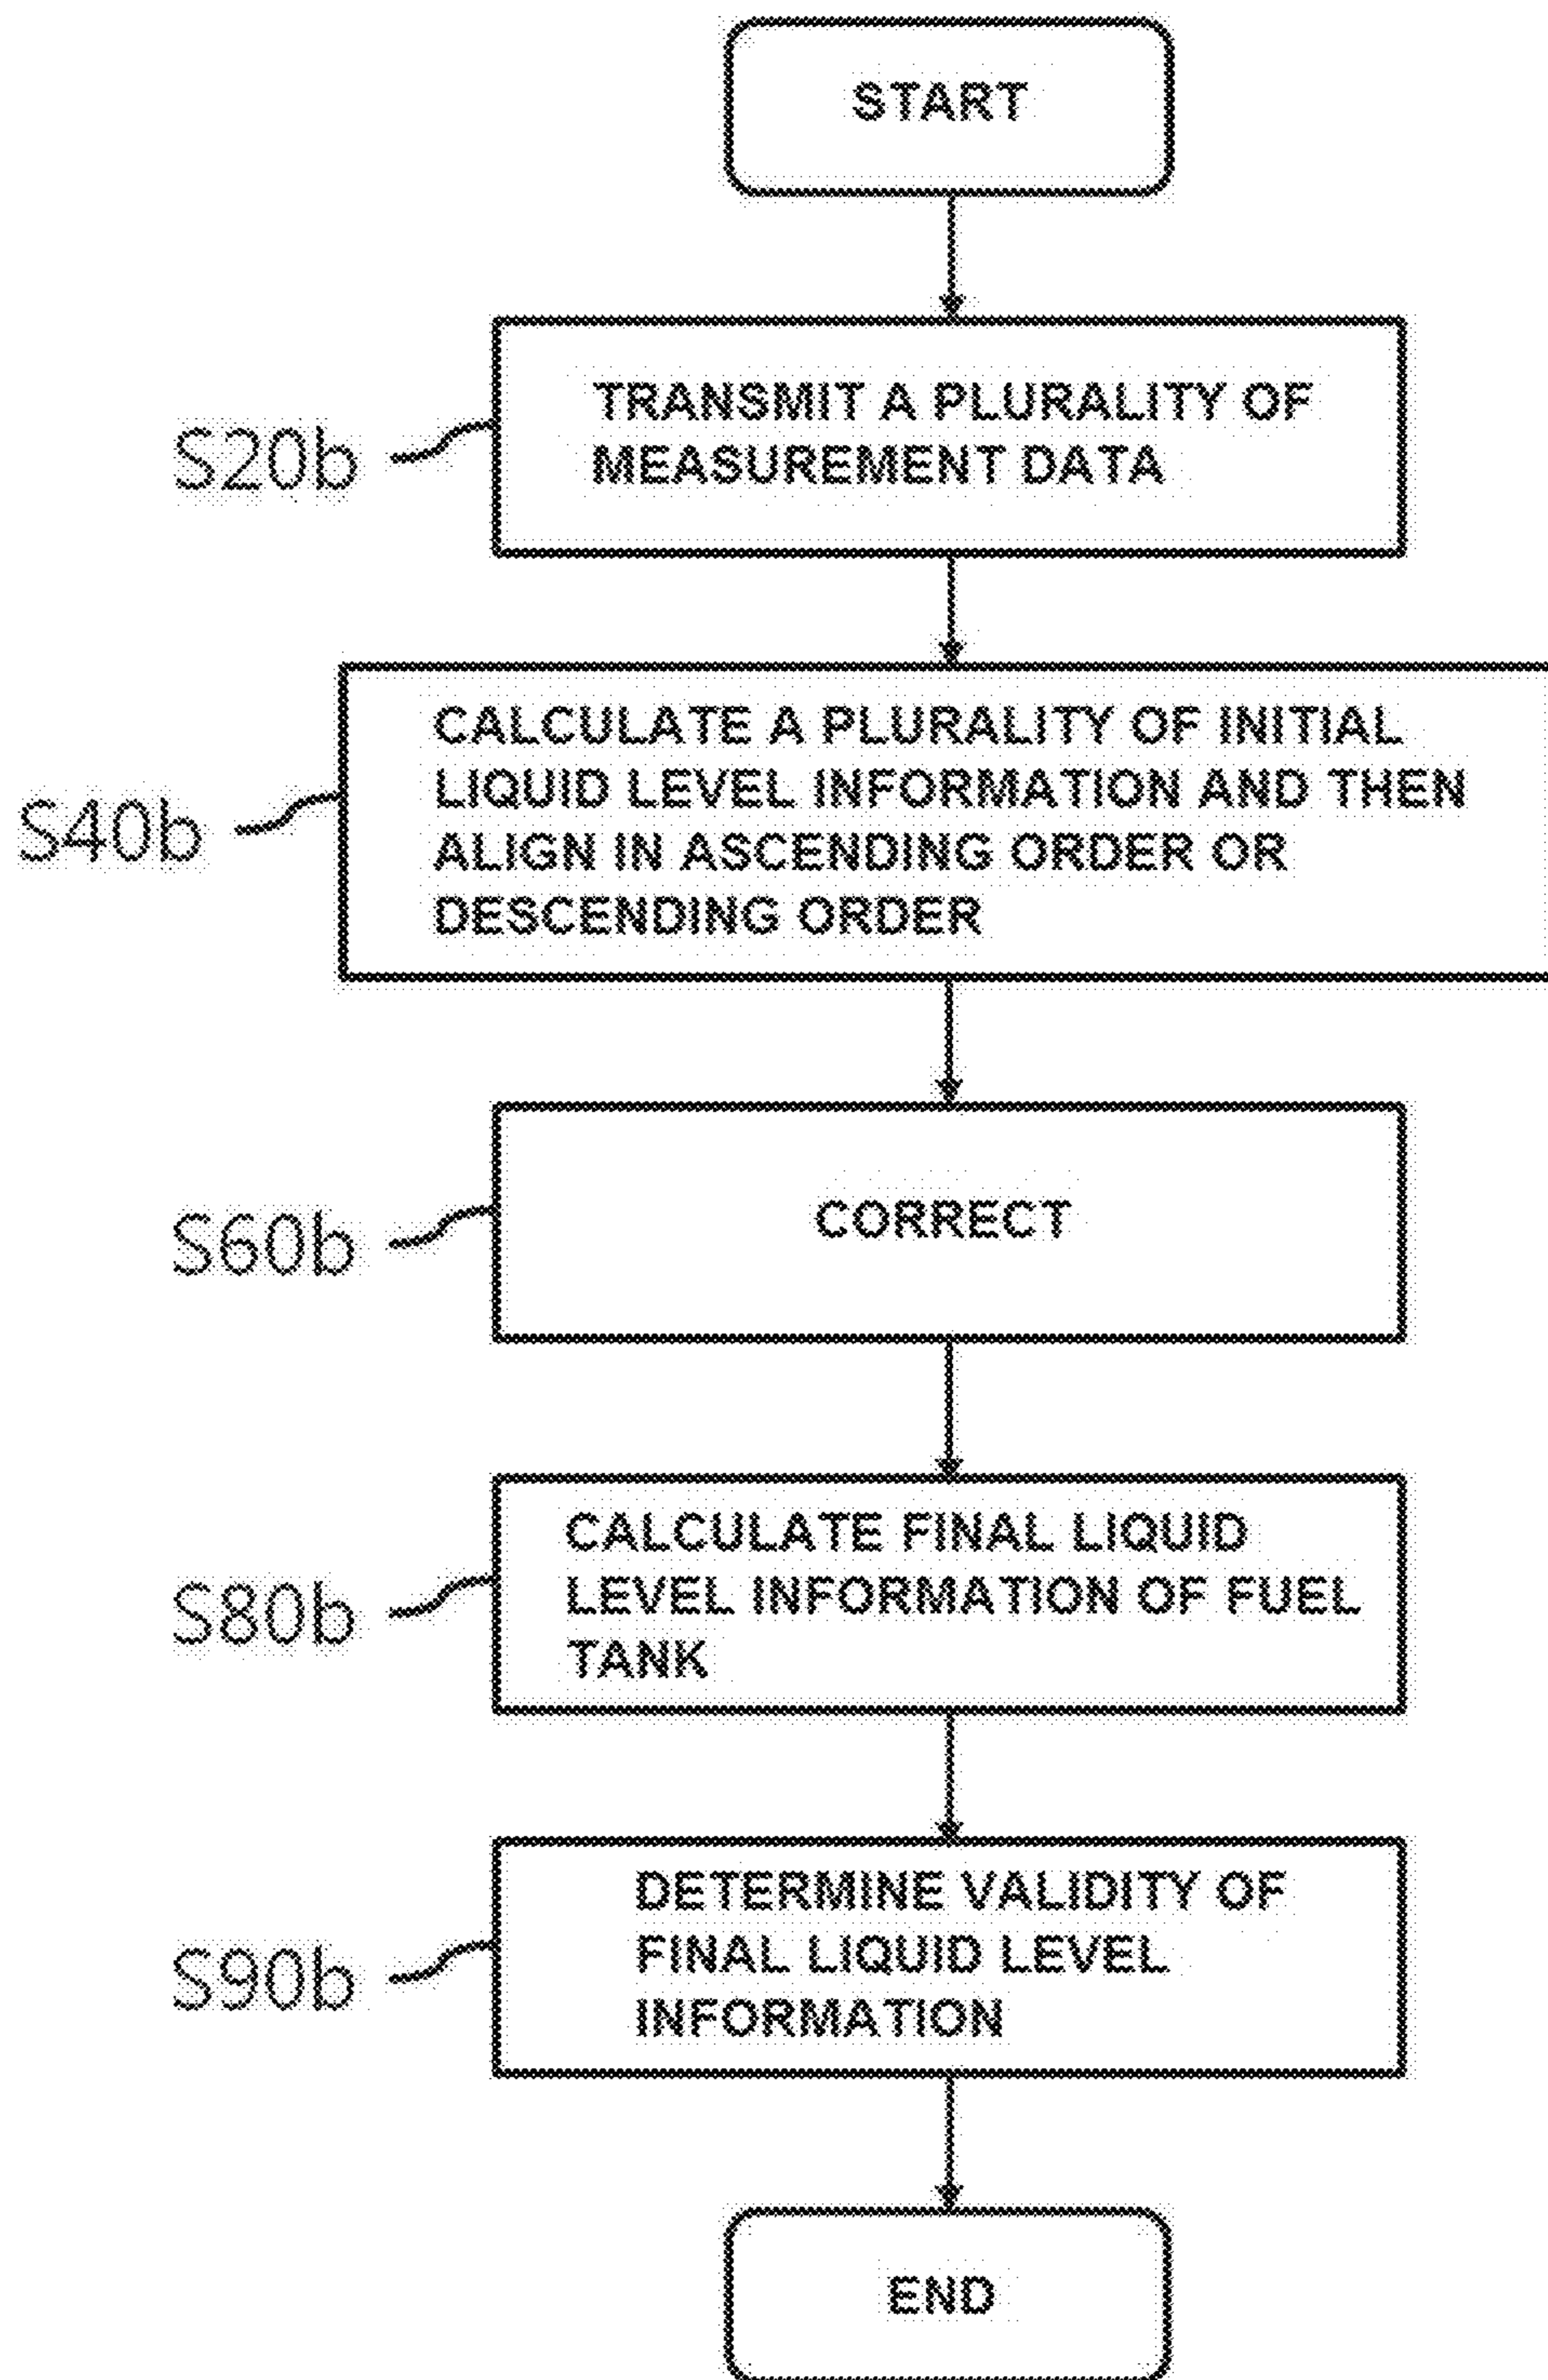 START
TRANSMIT A PLURALITY OF
MEASUREMENT DATA
S20b
CALCULATE A PLURALITY OF INITIAL
LIQUID LEVEL INFORMATION AND THEN
ALIGN IN ASCENDING ORDER OR
DESCENDING ORDER
S40b
CORRECT
S60b
CALCULATE FINAL LIQUID
LEVEL INFORMATION OF FUEL
TANK
S80b
DETERMINE VALIDITY OF
FINAL LIQUID LEVEL
INFORMATION
S90b
END